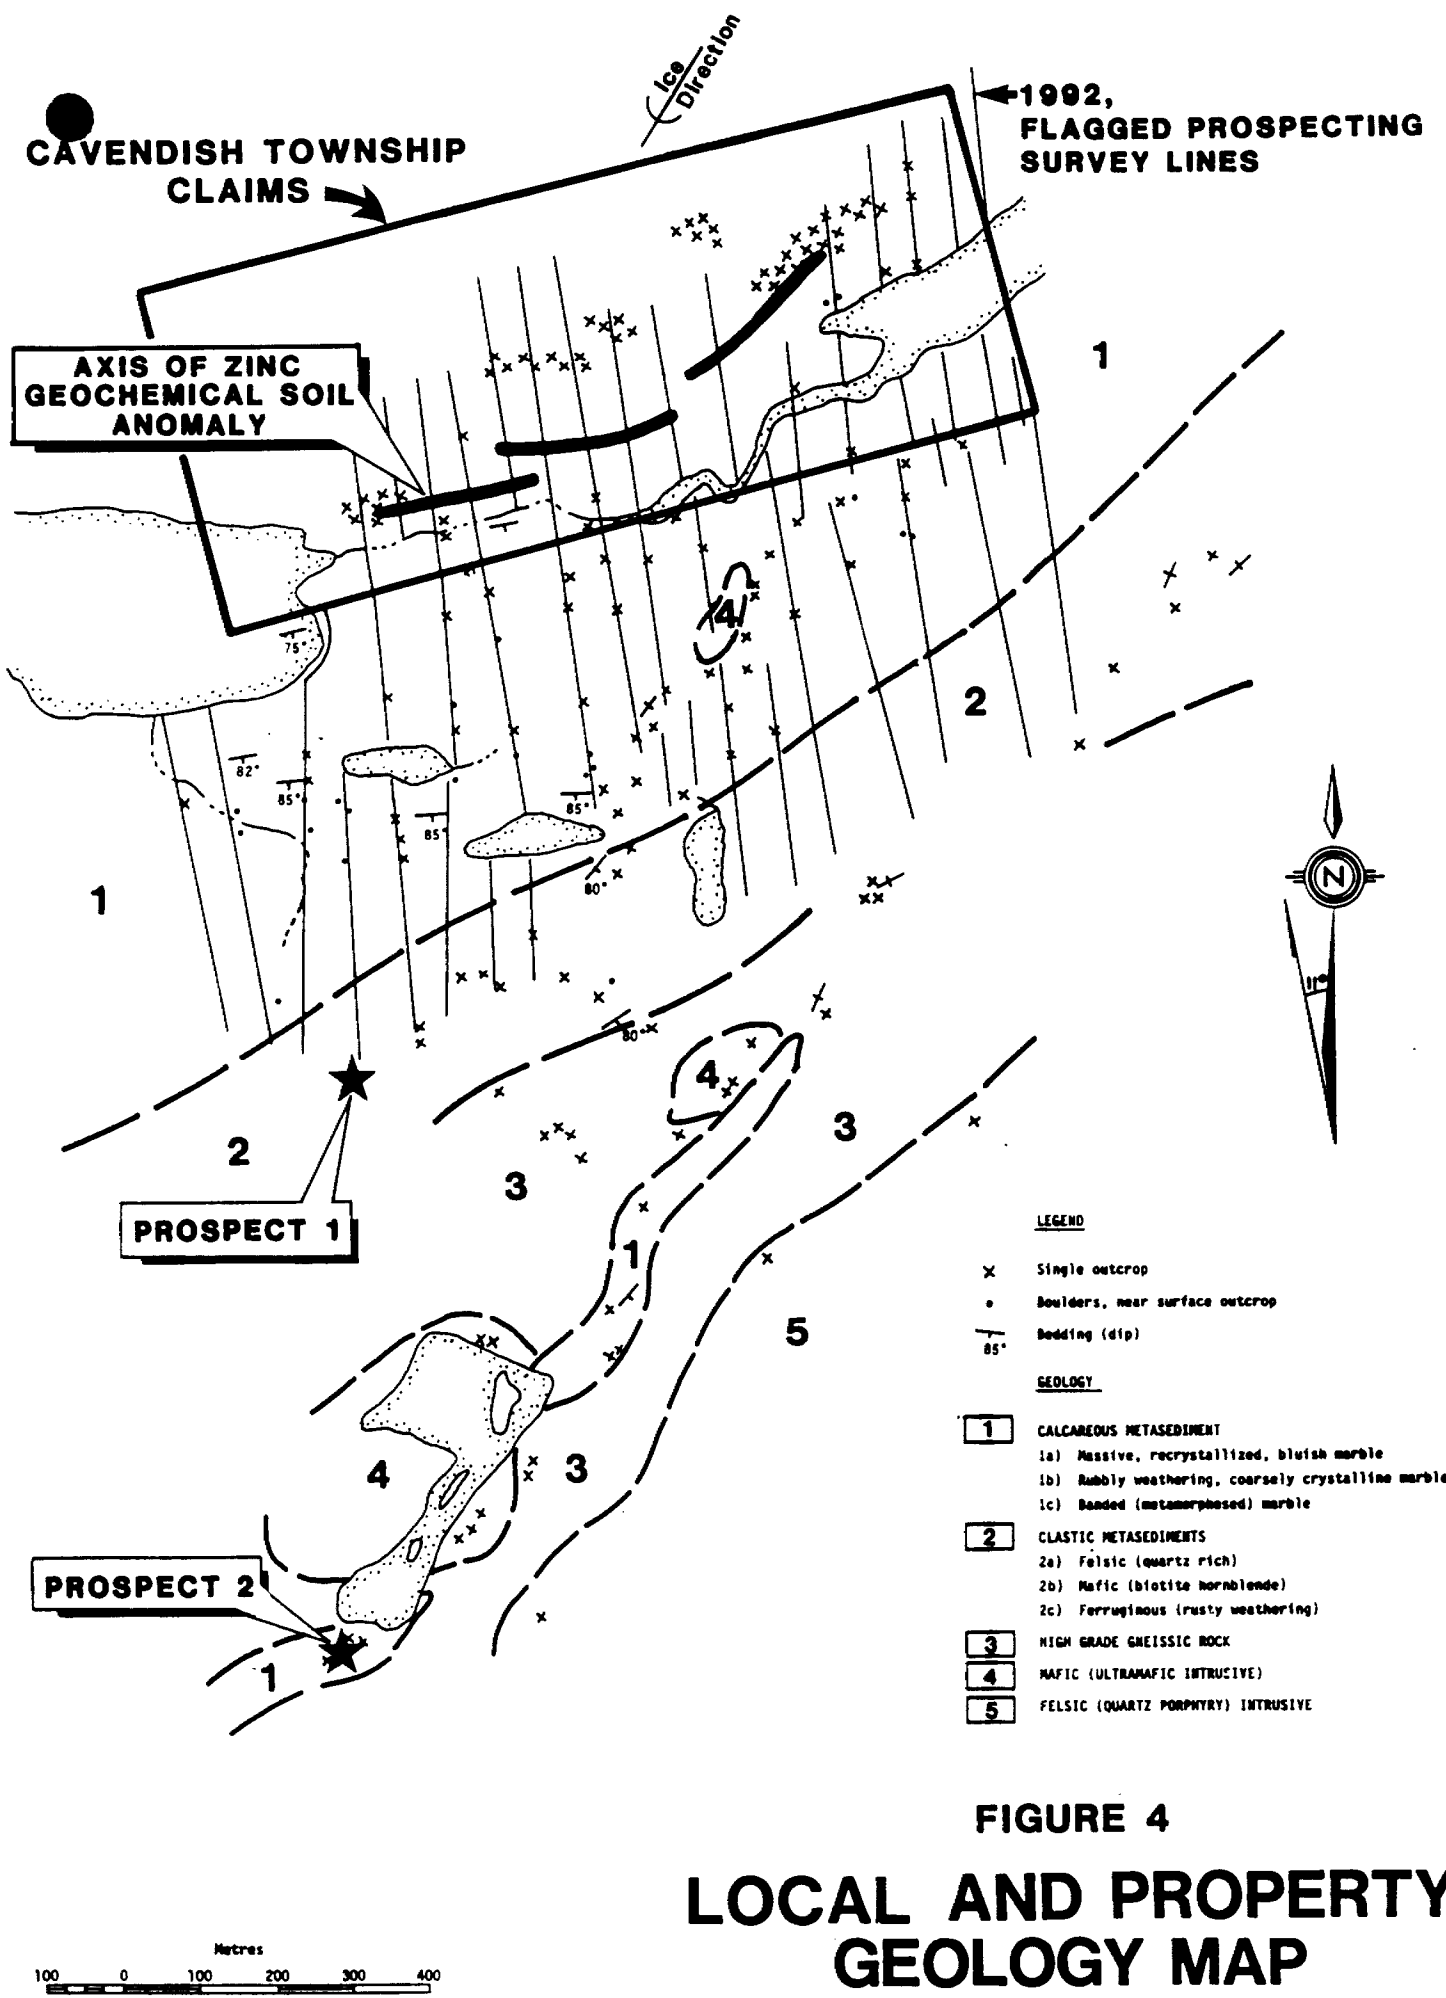 Ice
Direction
1992,
FLAGGED PROSPECTING
SURVEY LINES
CAVENDISH TOWNSHIP
CLAIMS
AXIS OF ZINC
GEOCHEMICAL SOIL
ANOMALY
1
4
75°
2
82°
85°
85°
85°
80°
1
N
11°
80°
4
2
3
3
PROSPECT 1
1
5
4
3
PROSPECT 2
1
LEGEND
x Single outcrop
• Boulders, near surface outcrop
85° Bedding (dip)
GEOLOGY
1 CALCAREOUS METASEDIMENT
1a) Massive, recrystallized, bluish marble
1b) Rubbly weathering, coarsely crystalline marble
1c) Banded (metamorphosed) marble
2 CLASTIC METASEDIMENTS
2a) Felsic (quartz rich)
2b) Mafic (biotite hornblende)
2c) Ferruginous (rusty weathering)
3 HIGH GRADE GNEISSIC ROCK
4 MAFIC (ULTRAMAFIC INTRUSIVE)
5 FELSIC (QUARTZ PORPHYRY) INTRUSIVE
FIGURE 4
LOCAL AND PROPERTY
GEOLOGY MAP
Metres
100 0 100 200 300 400